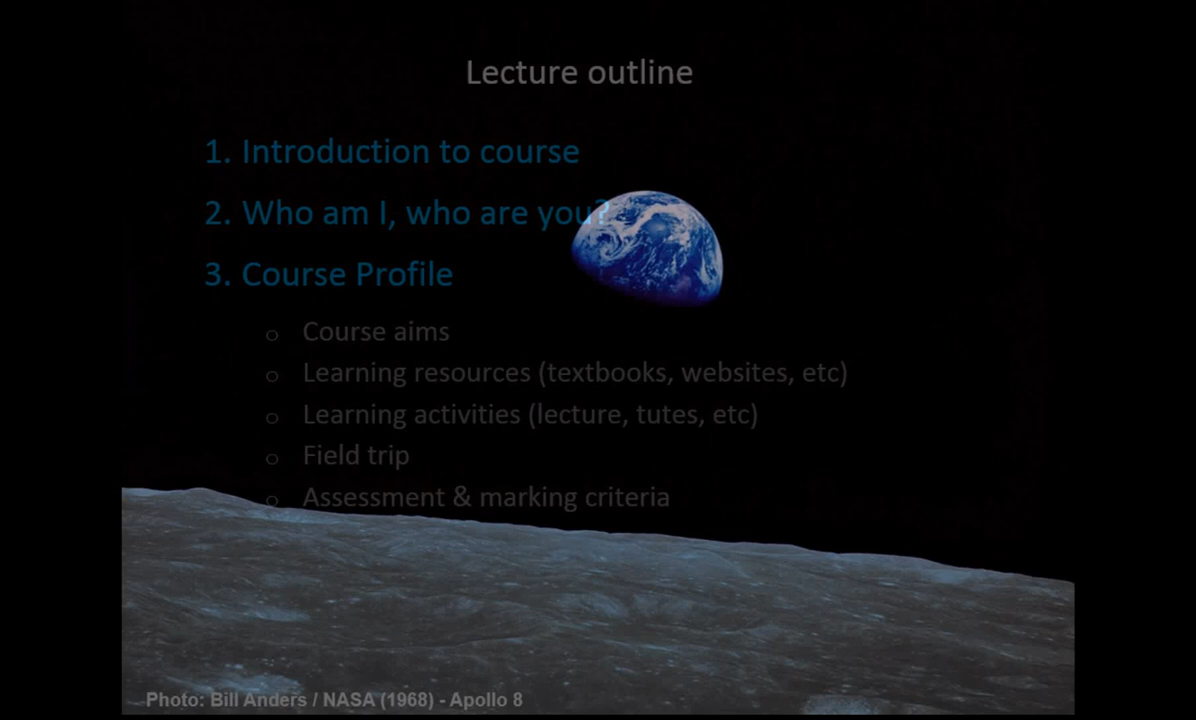 Lecture outline
1. Introduction to course
2. Who am I, who are you?
3. Course Profile
o Course aims
o Learning resources (textbooks, websites, etc)
o Learning activities (lecture, tutes, etc)
o Field trip
o Assessment & marking criteria
Photo: Bill Anders / NASA (1968) - Apollo 8